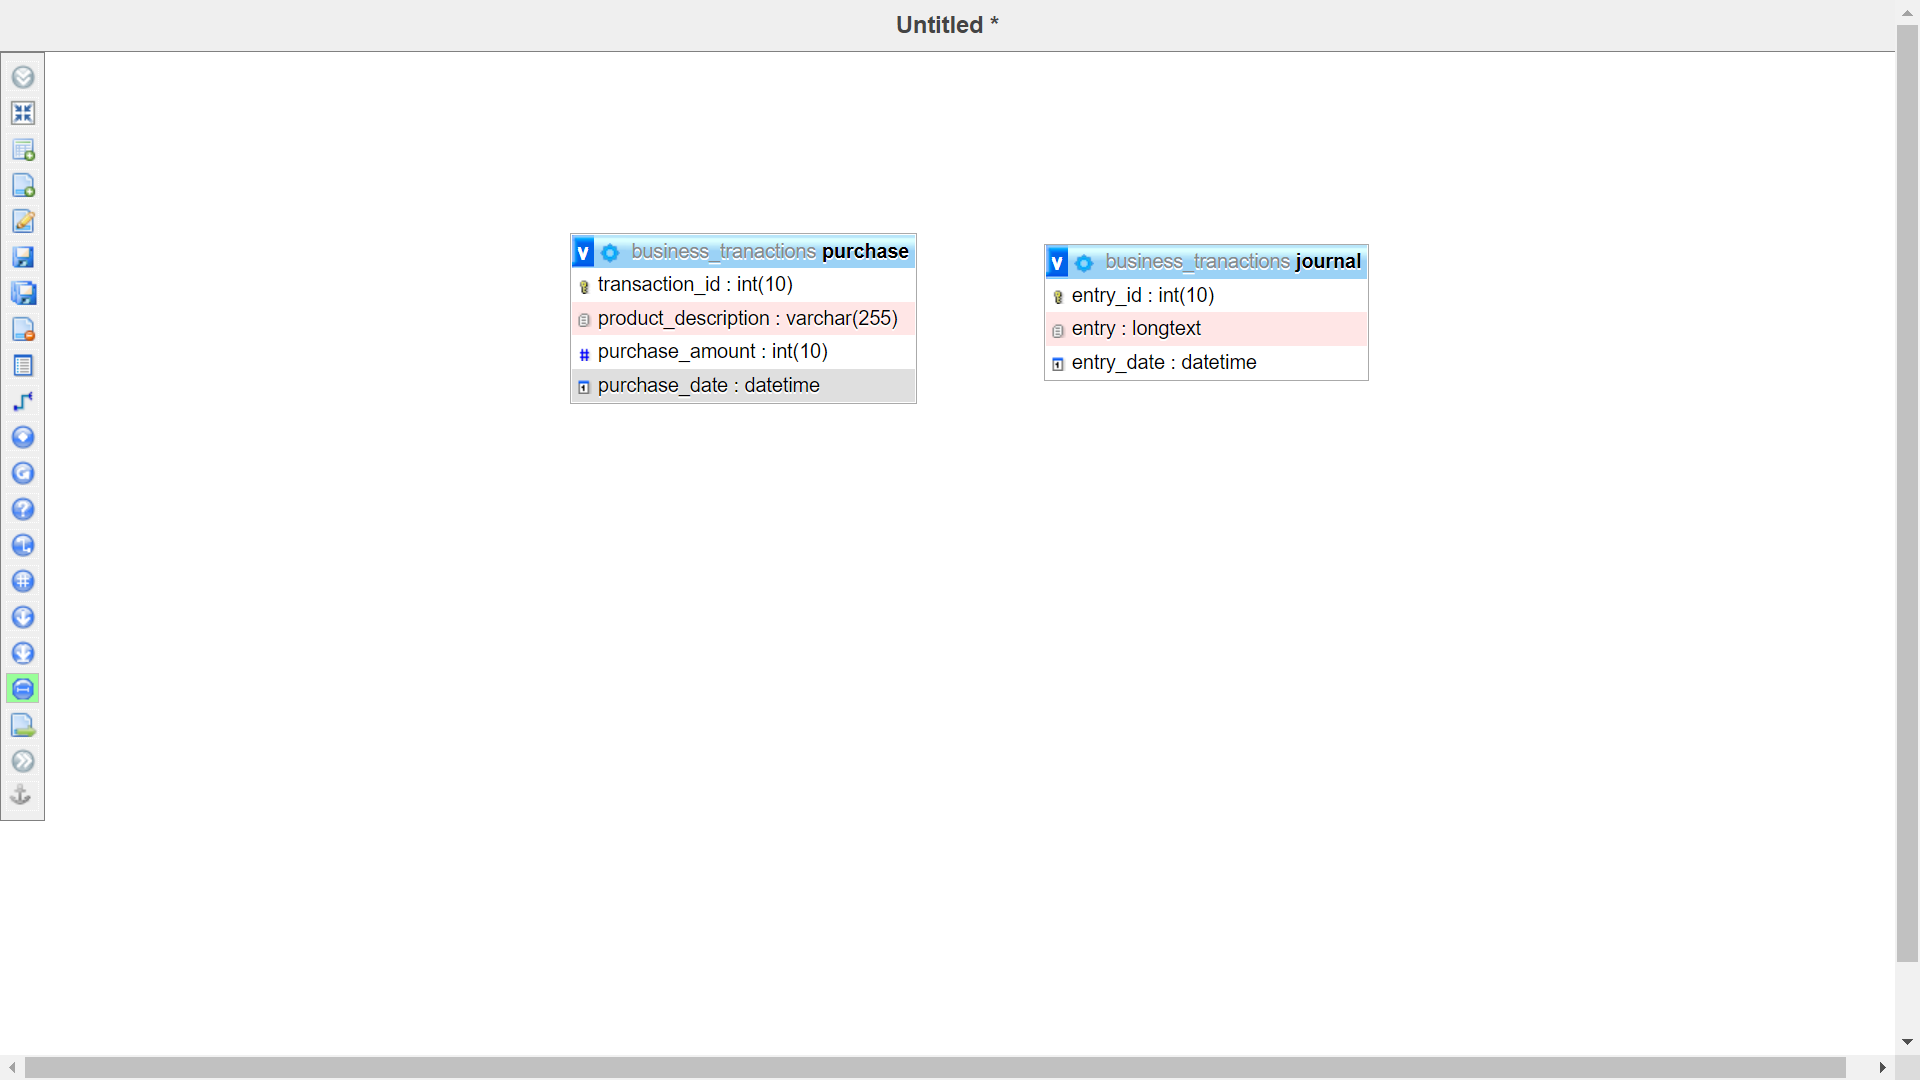 Untitled *
v business_tranactions purchase
transaction_id : int(10)
product_description : varchar(255)
# purchase_amount : int(10)
purchase_date : datetime
v business_tranactions journal
entry_id : int(10)
entry : longtext
entry_date : datetime